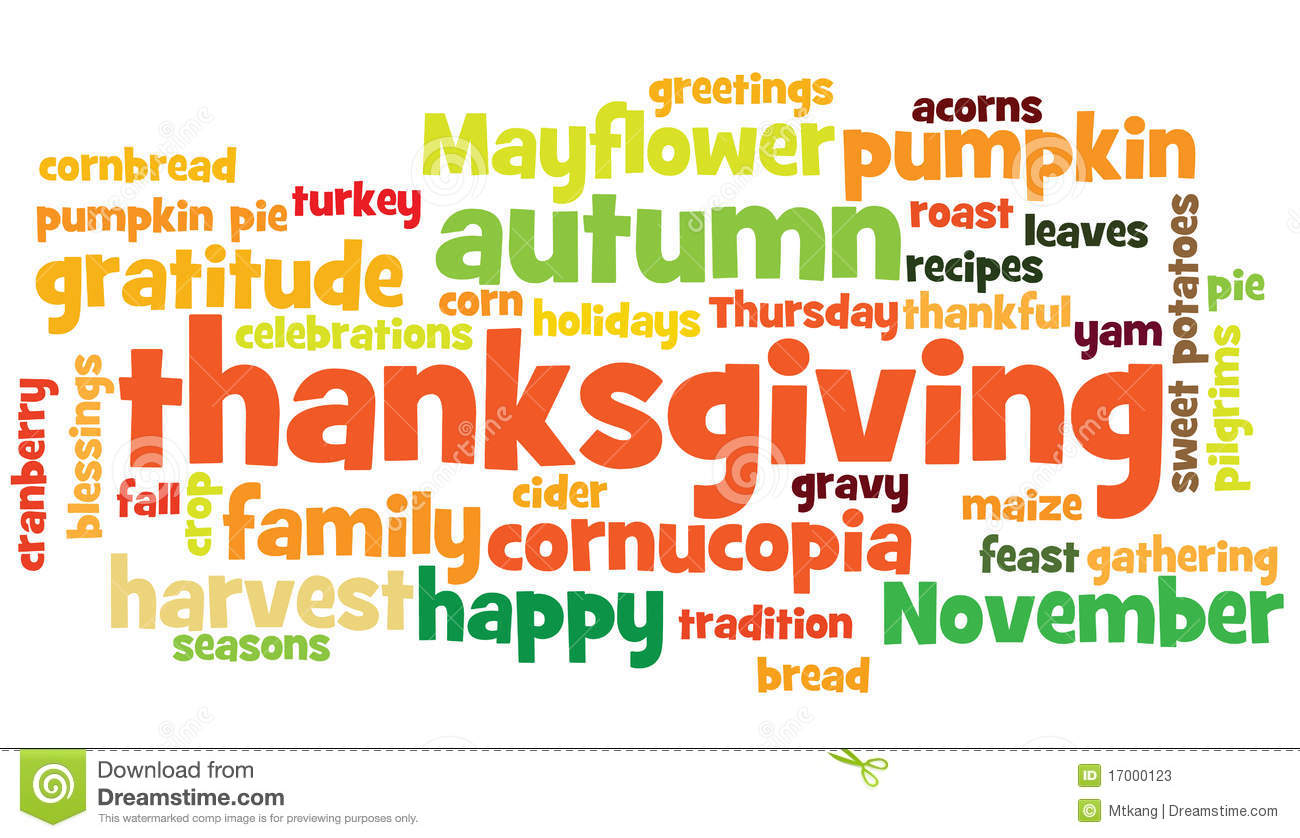 greetings
acorns
Mayflower
pumpkin
cornbread
turkey
pumpkin pie
autumn
roast
leaves
sweet potatoes
gratitude
recipes
pie
corn
holidays
Thursday
thankful
yam
celebrations
pilgrims
thanksgiving
cranberry
blessings
fall
crop
family
cider
gravy
maize
cornucopia
feast
gathering
harvest
happy
November
tradition
seasons
bread
Download from
Dreamstime.com
This watermarked comp image is for previewing purposes only.
ID 17000123
© Mtkang | Dreamstime.com